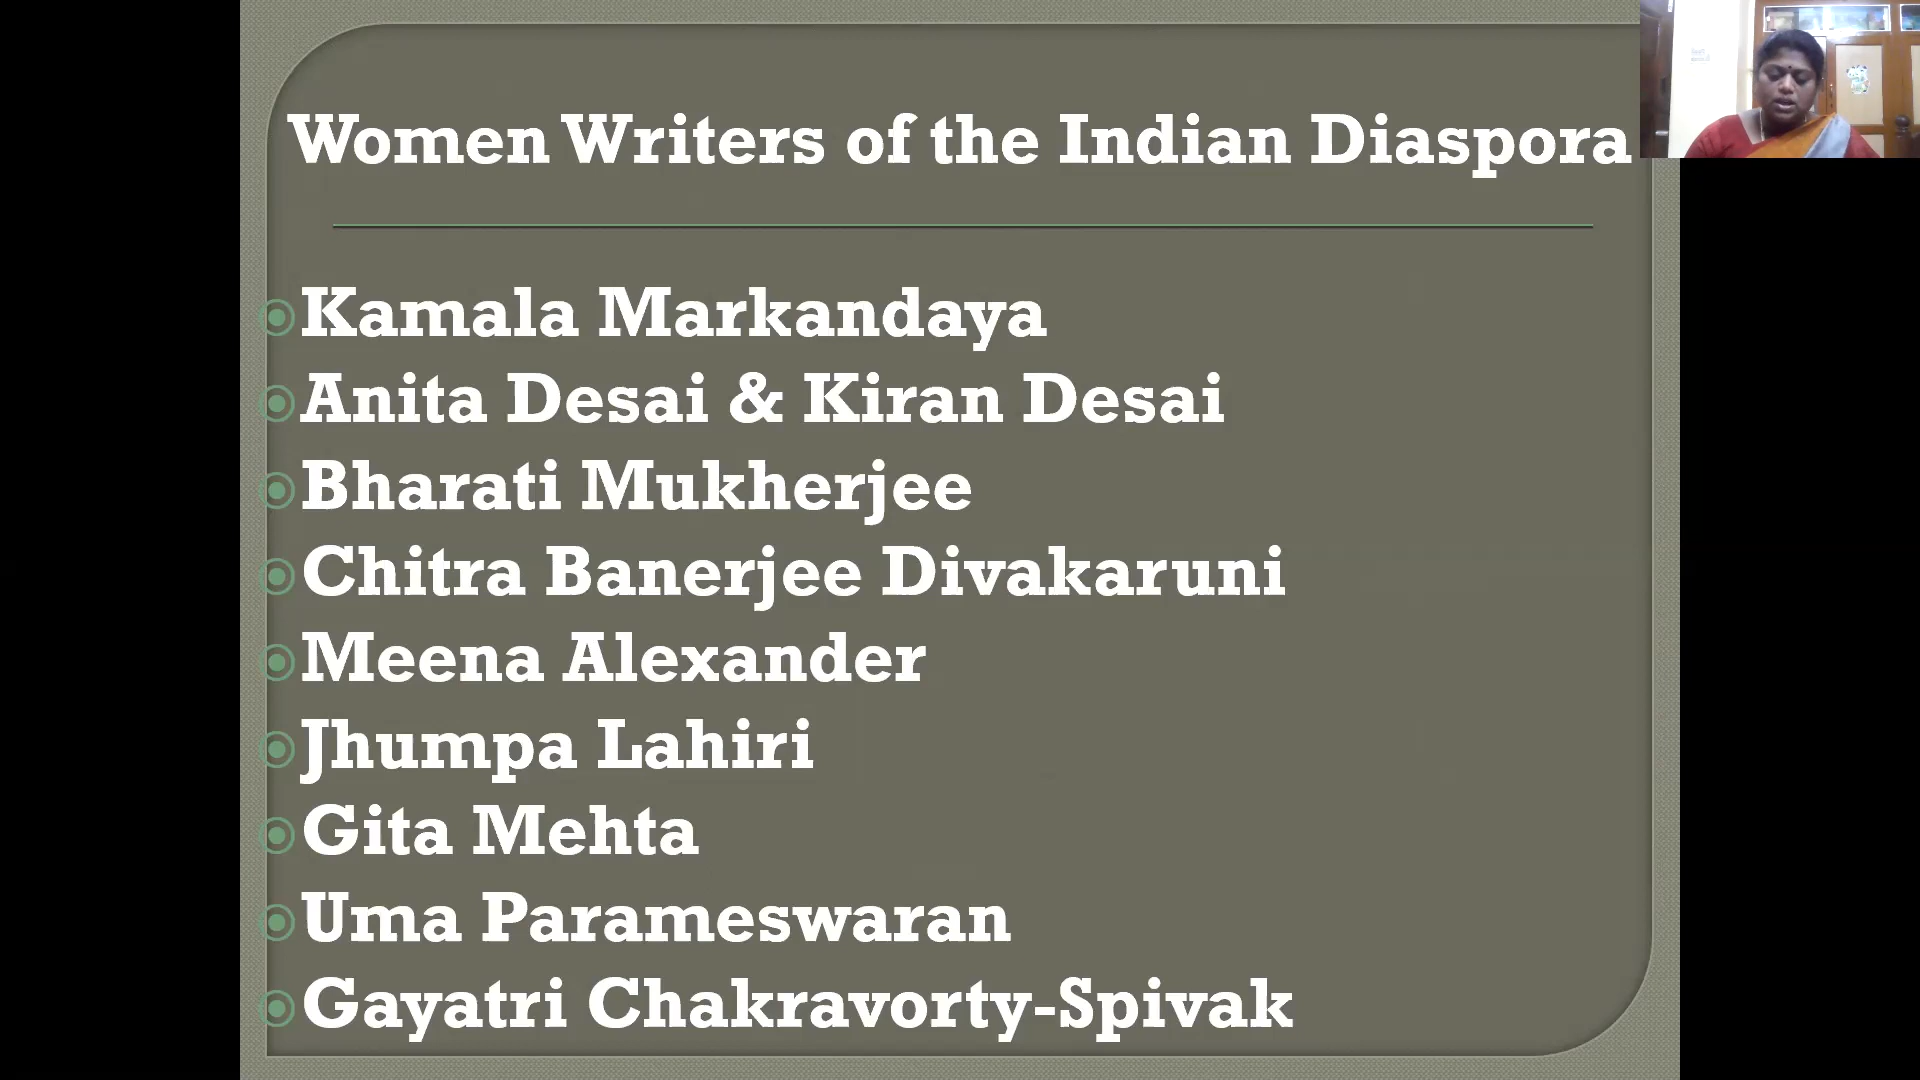 Women Writers of the Indian Diaspora
Kamala Markandaya
Anita Desai & Kiran Desai
Bharati Mukherjee
Chitra Banerjee Divakaruni
Meena Alexander
Jhumpa Lahiri
Gita Mehta
Uma Parameswaran
Gayatri Chakravorty-Spivak